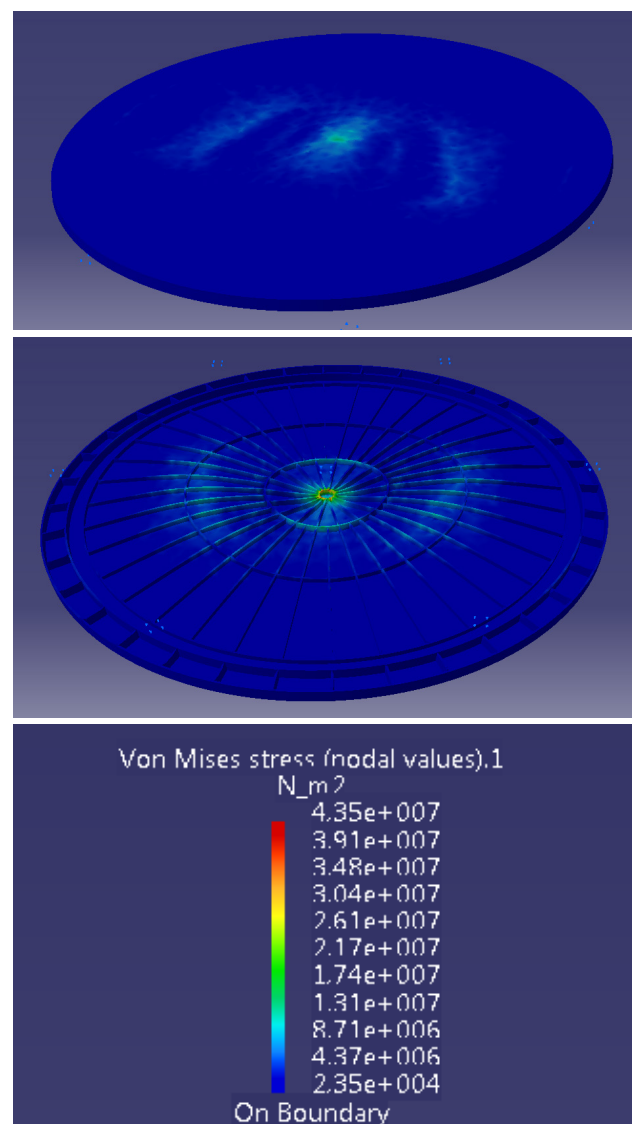 Von Mises stress (nodal values).1
N_m2
4.35e+007
3.91e+007
3.48e+007
3.04e+007
2.61e+007
2.17e+007
1.74e+007
1.31e+007
8.71e+006
4.37e+006
2.35e+004
On Boundary